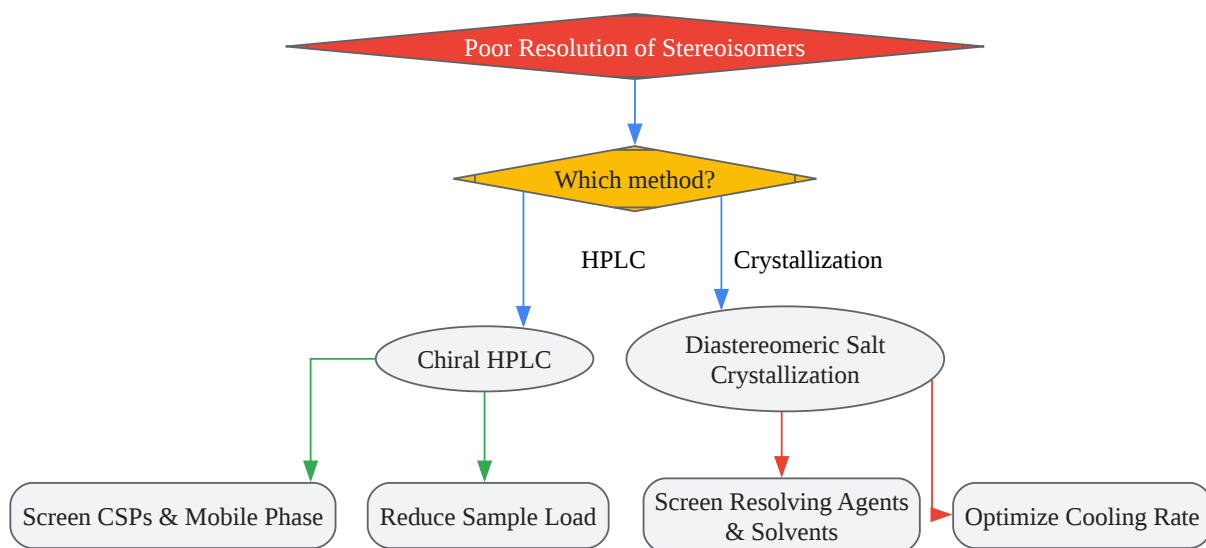 Poor Resolution of Stereoisomers
Which method?
HPLC
Crystallization
Chiral HPLC
Diastereomeric Salt
Crystallization
Screen CSPs & Mobile Phase
Reduce Sample Load
Screen Resolving Agents
& Solvents
Optimize Cooling Rate